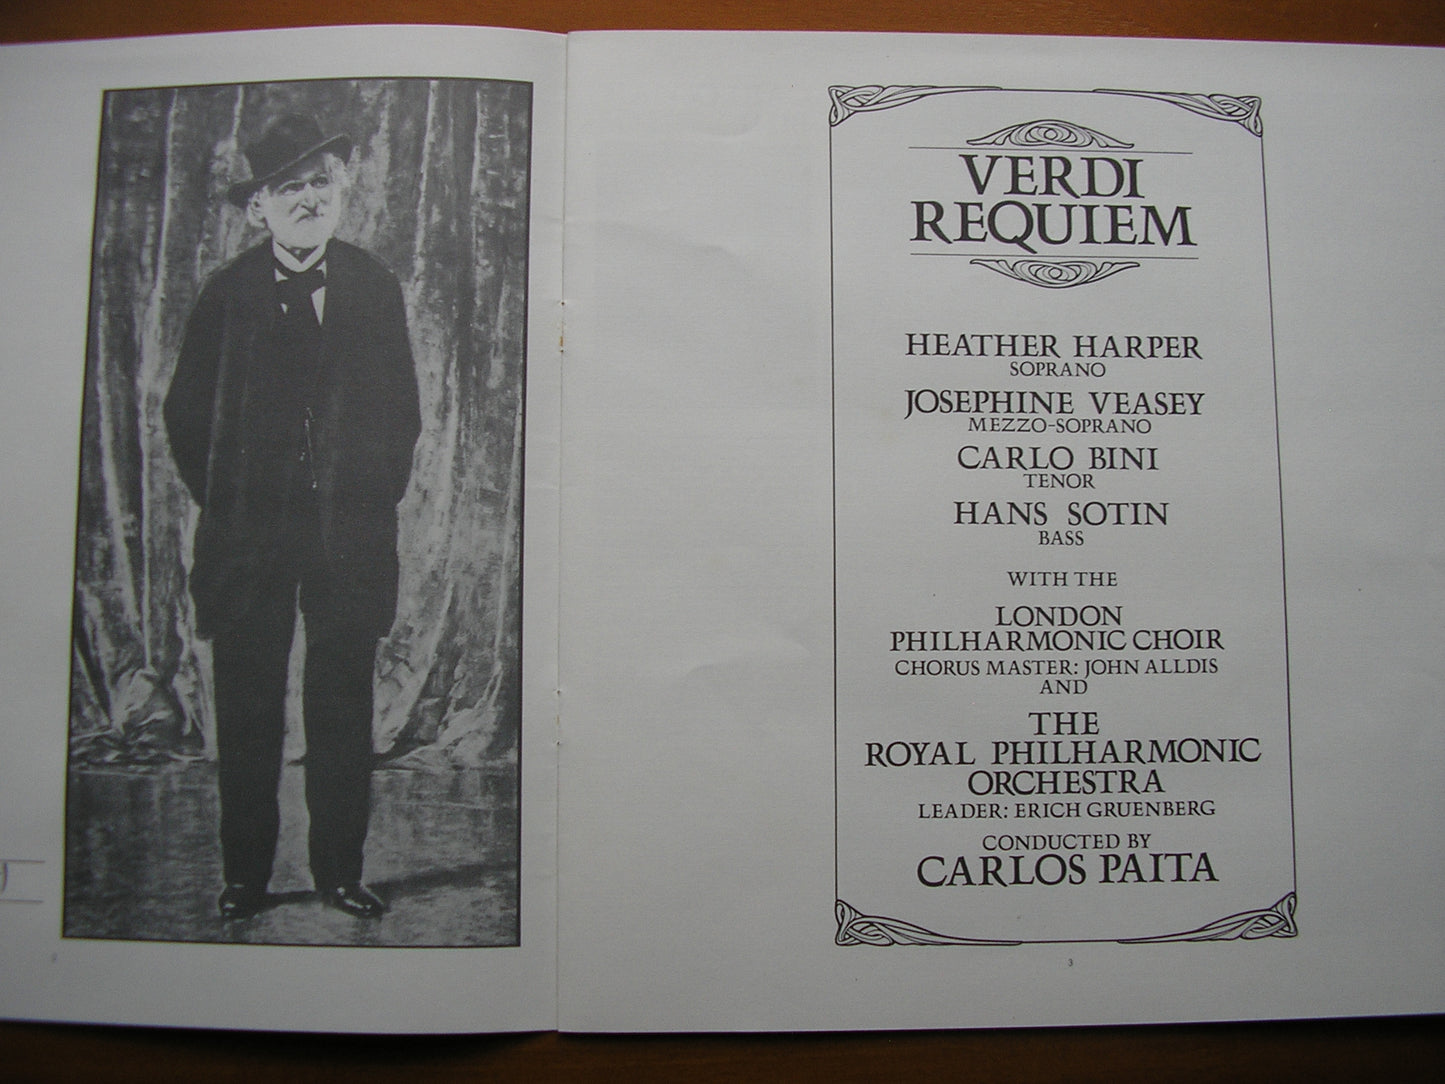 VERDI
REQUIEM
HEATHER HARPER
SOPRANO
JOSEPHINE VEASEY
MEZZO-SOPRANO
CARLO BINI
TENOR
HANS SOTIN
BASS
WITH THE
LONDON
PHILHARMONIC CHOIR
CHORUS MASTER: JOHN ALLDIS
AND
THE
ROYAL PHILHARMONIC
ORCHESTRA
LEADER: ERICH GRUENBERG
CONDUCTED BY
CARLOS PAITA
3